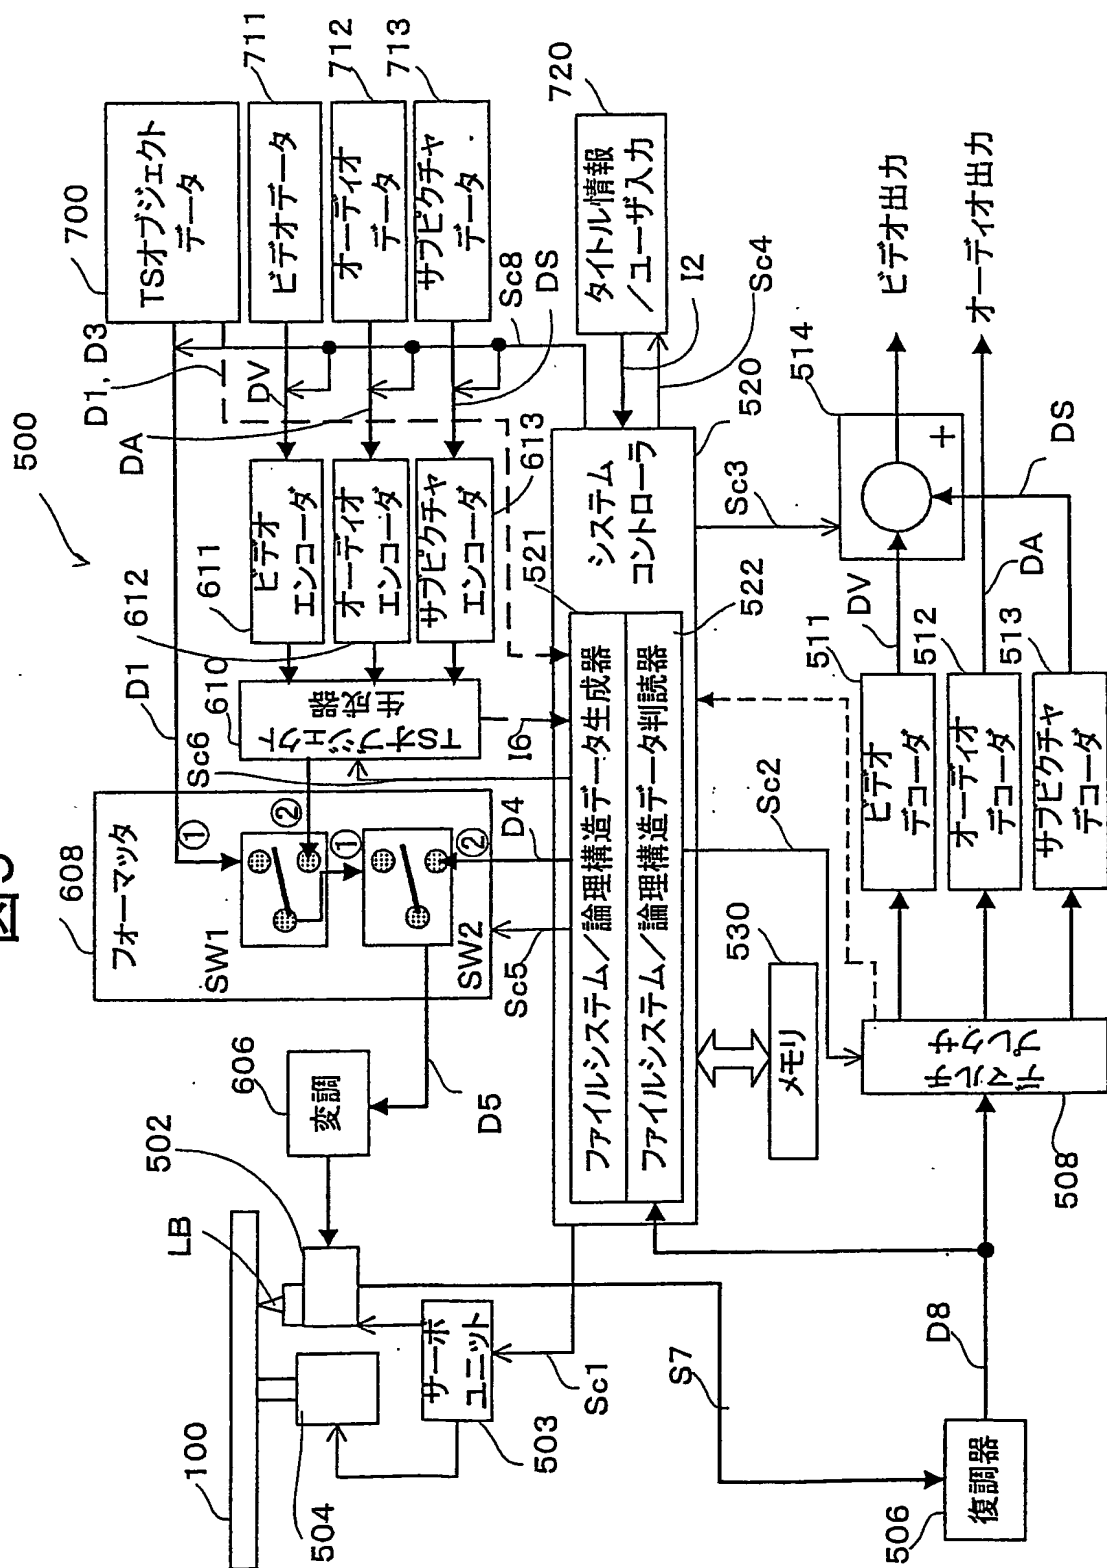 500
100
504
LB
502
606
変調
サーボ
ユニット
503
Sc1
S7
復調器
506
D8
608
フォーマッタ
①
②
SW1
①
②
SW2
D5
Sc5
D4
D1
Sc6
610
TSオブジェクト
生成器
I6
612
611
ビデオ
エンコーダ
オーディオ
エンコーダ
サブピクチャ
エンコーダ
613
D1, D3
DV
DA
DS
Sc8
700
TSオブジェクト
データ
711
ビデオデータ
712
オーディオ
データ
713
サブピクチャ
データ
720
タイトル情報
/ユーザ入力
I2
Sc4
520
システム
コントローラ
521
ファイルシステム/論理構造データ生成器
ファイルシステム/論理構造データ判読器
522
530
メモリ
Sc2
Sc3
508
デマルチ
プレクサ
511
ビデオ
デコーダ
512
オーディオ
デコーダ
513
サブピクチャ
デコーダ
DV
DA
DS
514
+
ビデオ出力
オーディオ出力